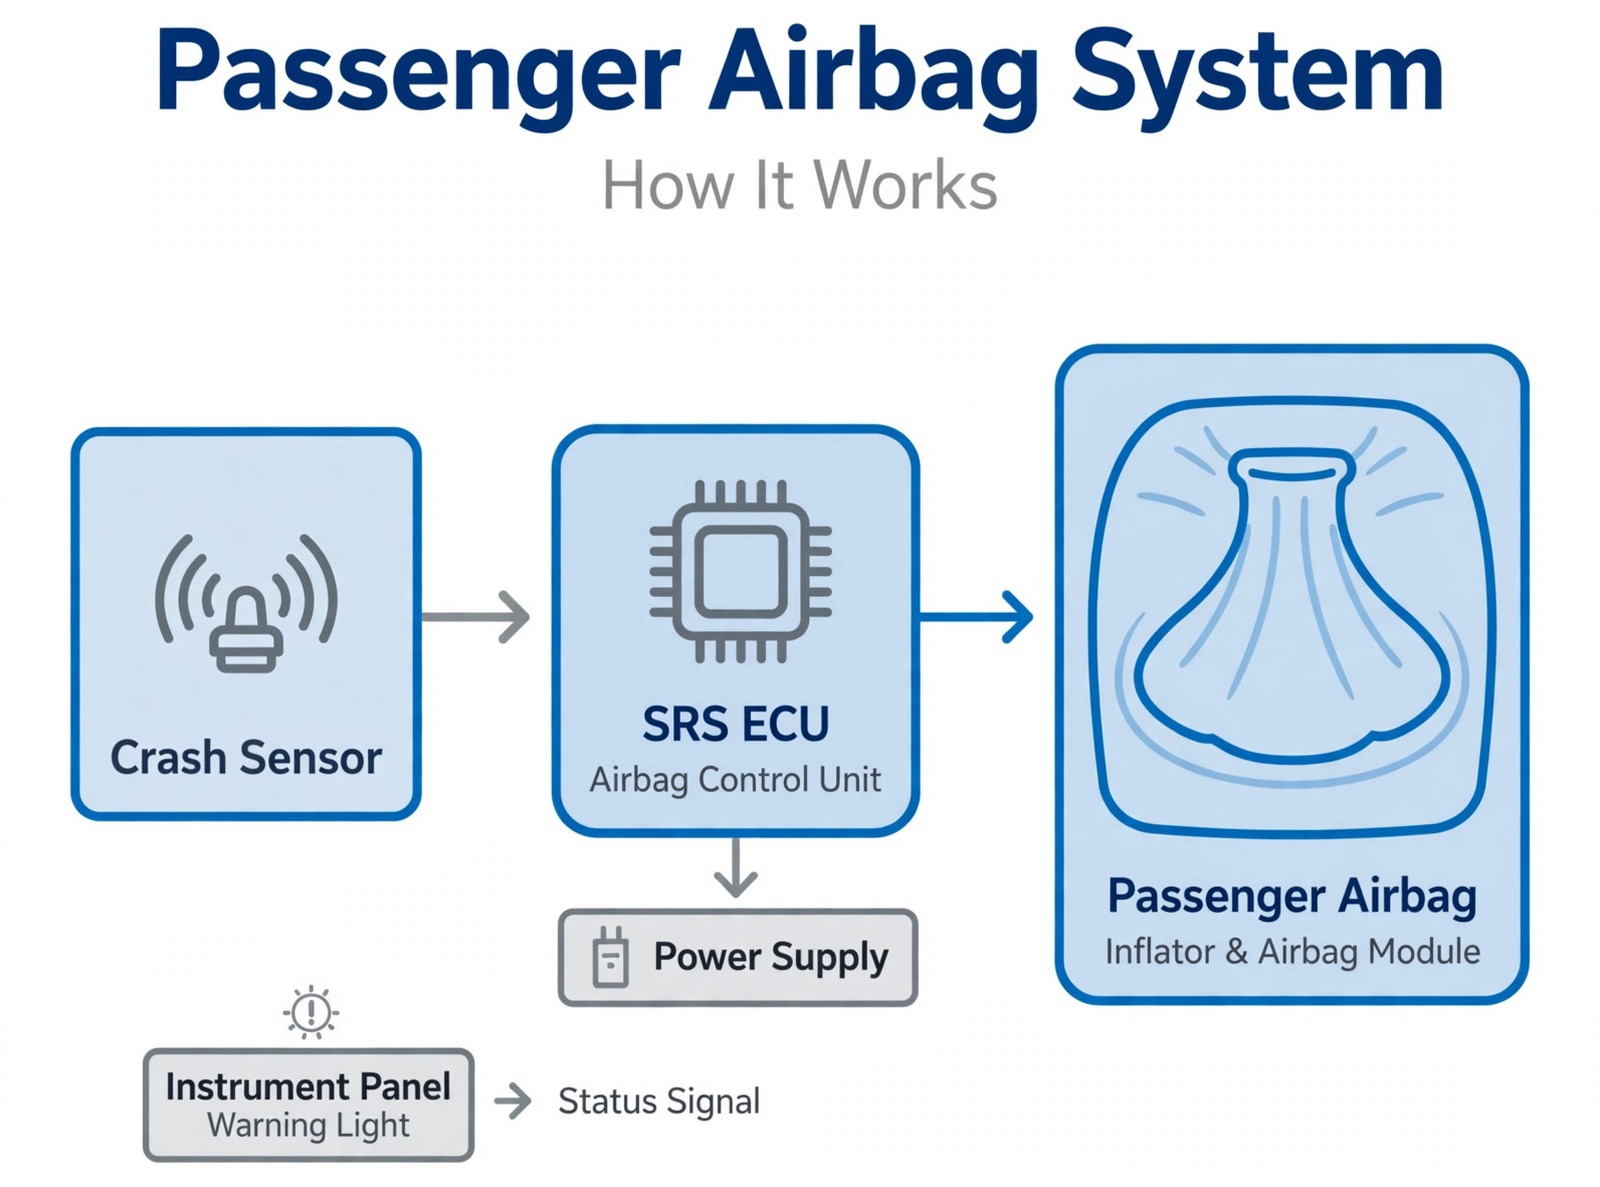 Passenger Airbag System
How It Works
Crash Sensor
SRS ECU
Airbag Control Unit
Passenger Airbag
Inflator & Airbag Module
Power Supply
Instrument Panel
Warning Light
Status Signal